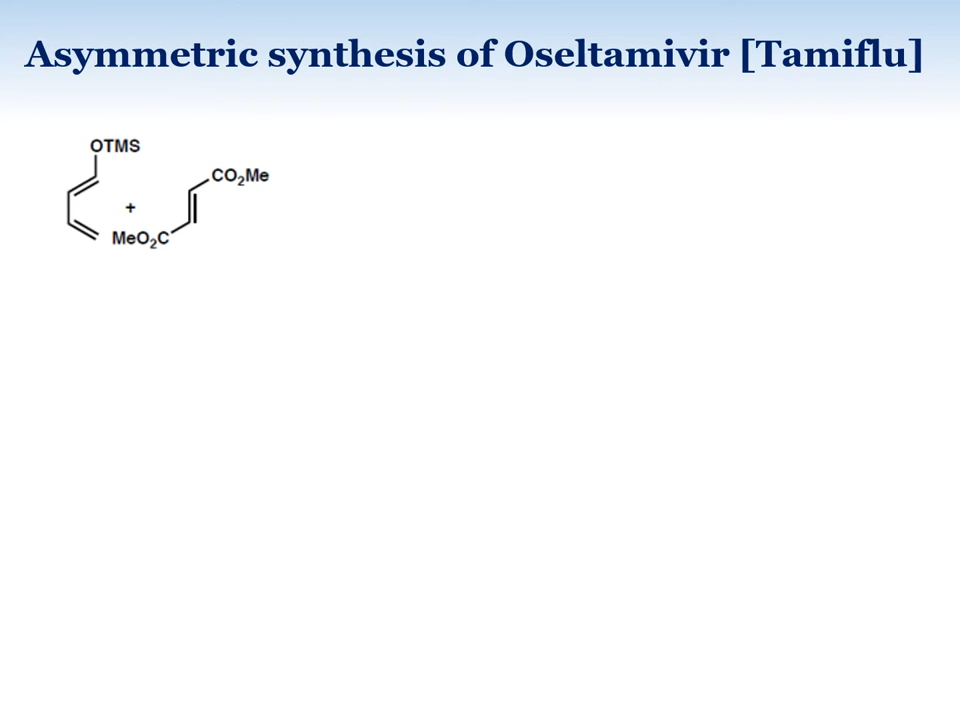 Asymmetric synthesis of Oseltamivir [Tamiflu]
OTMS
CO₂Me
+
MeO₂C